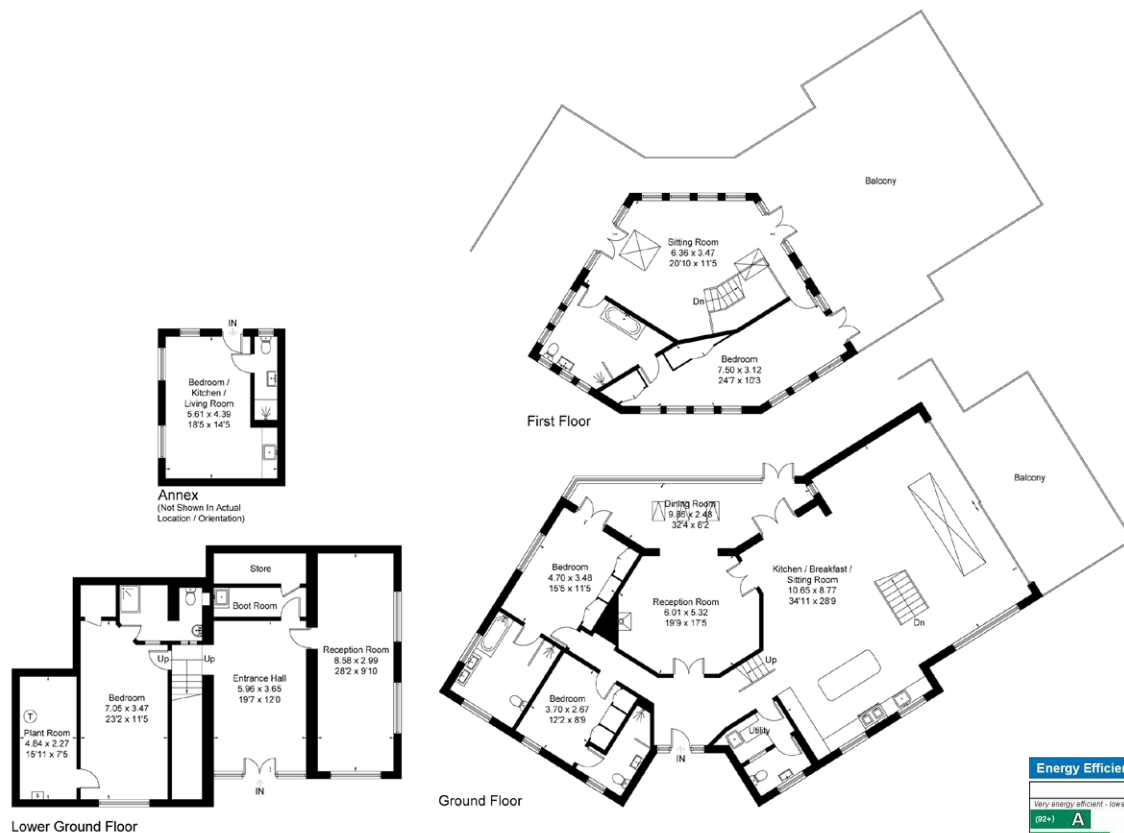 Balcony
Sitting Room
6.36 x 3.47
20'10 x 11'5
Dn
Bedroom
7.50 x 3.12
24'7 x 10'3
First Floor
IN
Bedroom /
Kitchen /
Living Room
5.61 x 4.39
18'5 x 14'5
Annex
(Not Shown In Actual
Location / Orientation)
Balcony
Dining Room
9.86 x 2.48
32'4 x 8'2
Bedroom
4.70 x 3.48
15'5 x 11'5
Kitchen / Breakfast /
Sitting Room
10.65 x 8.77
34'11 x 28'9
Reception Room
6.01 x 5.32
19'9 x 17'5
Dn
Up
Bedroom
3.70 x 2.67
12'2 x 8'9
Utility
IN
Ground Floor
Store
Boot Room
Reception Room
8.58 x 2.99
28'2 x 9'10
Up
Up
Entrance Hall
5.96 x 3.65
19'7 x 12'0
Bedroom
7.05 x 3.47
23'2 x 11'5
T
Plant Room
4.84 x 2.27
15'11 x 7'5
IN
Lower Ground Floor
Energy Efficien
Very energy efficient - lowe
(92+) A